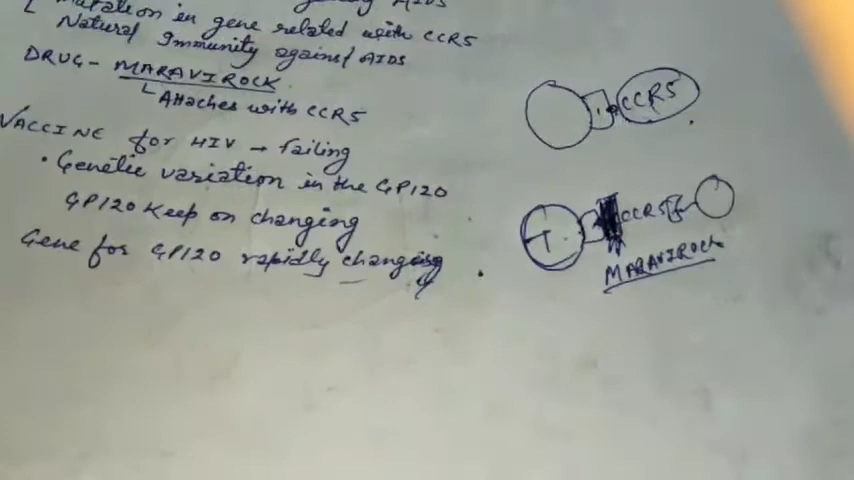 Mutation in gene related with CCR5
Natural Immunity against AIDS
DRUG - MARAVIROCK
Attaches with CCR5
VACCINE for HIV → failing
• Genetic variation in the GP120
GP120 Keep on changing
Gene for GP120 rapidly changing
CCR5
T
CCR5
MARAVIROCK